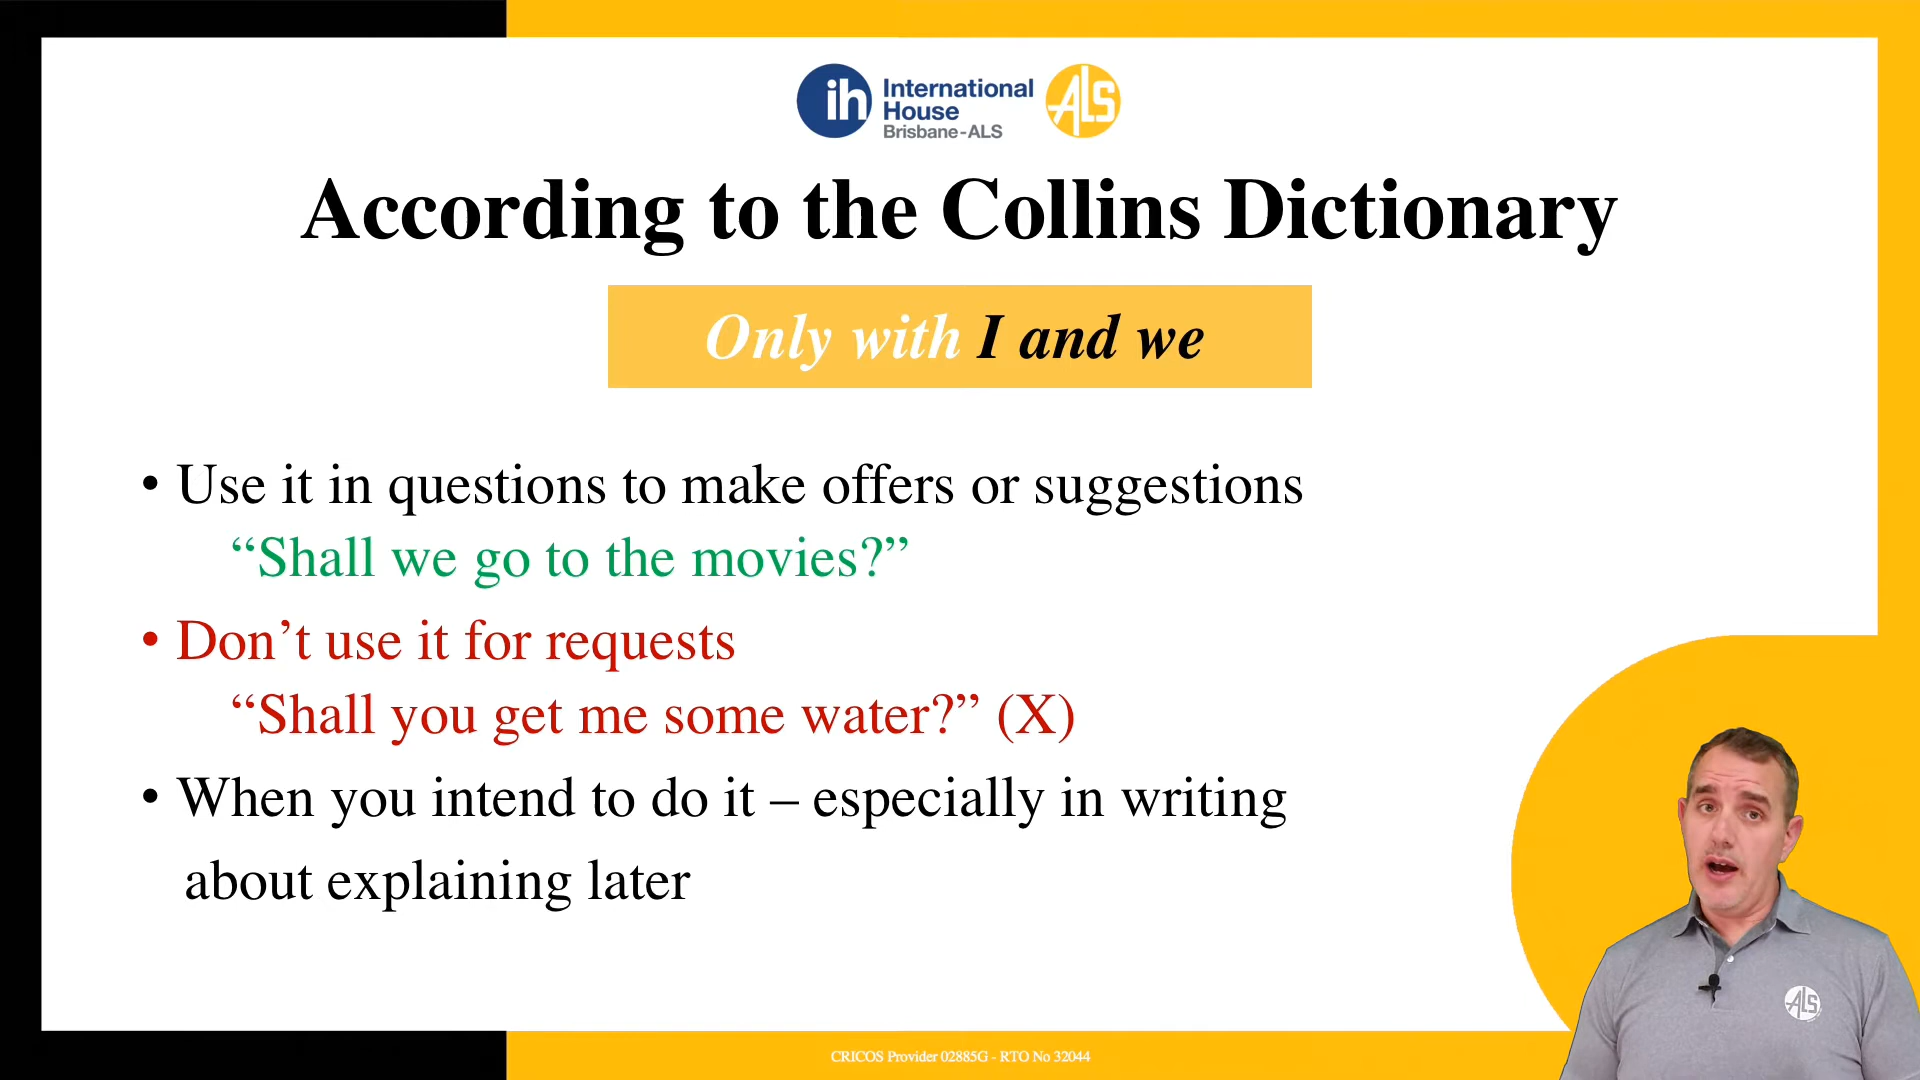 ih International
House
Brisbane-ALS
ALS
According to the Collins Dictionary
Only with I and we
• Use it in questions to make offers or suggestions
“Shall we go to the movies?”
• Don’t use it for requests
“Shall you get me some water?” (X)
• When you intend to do it – especially in writing
about explaining later
ALS
CRICOS Provider 02885G - RTO No 32044